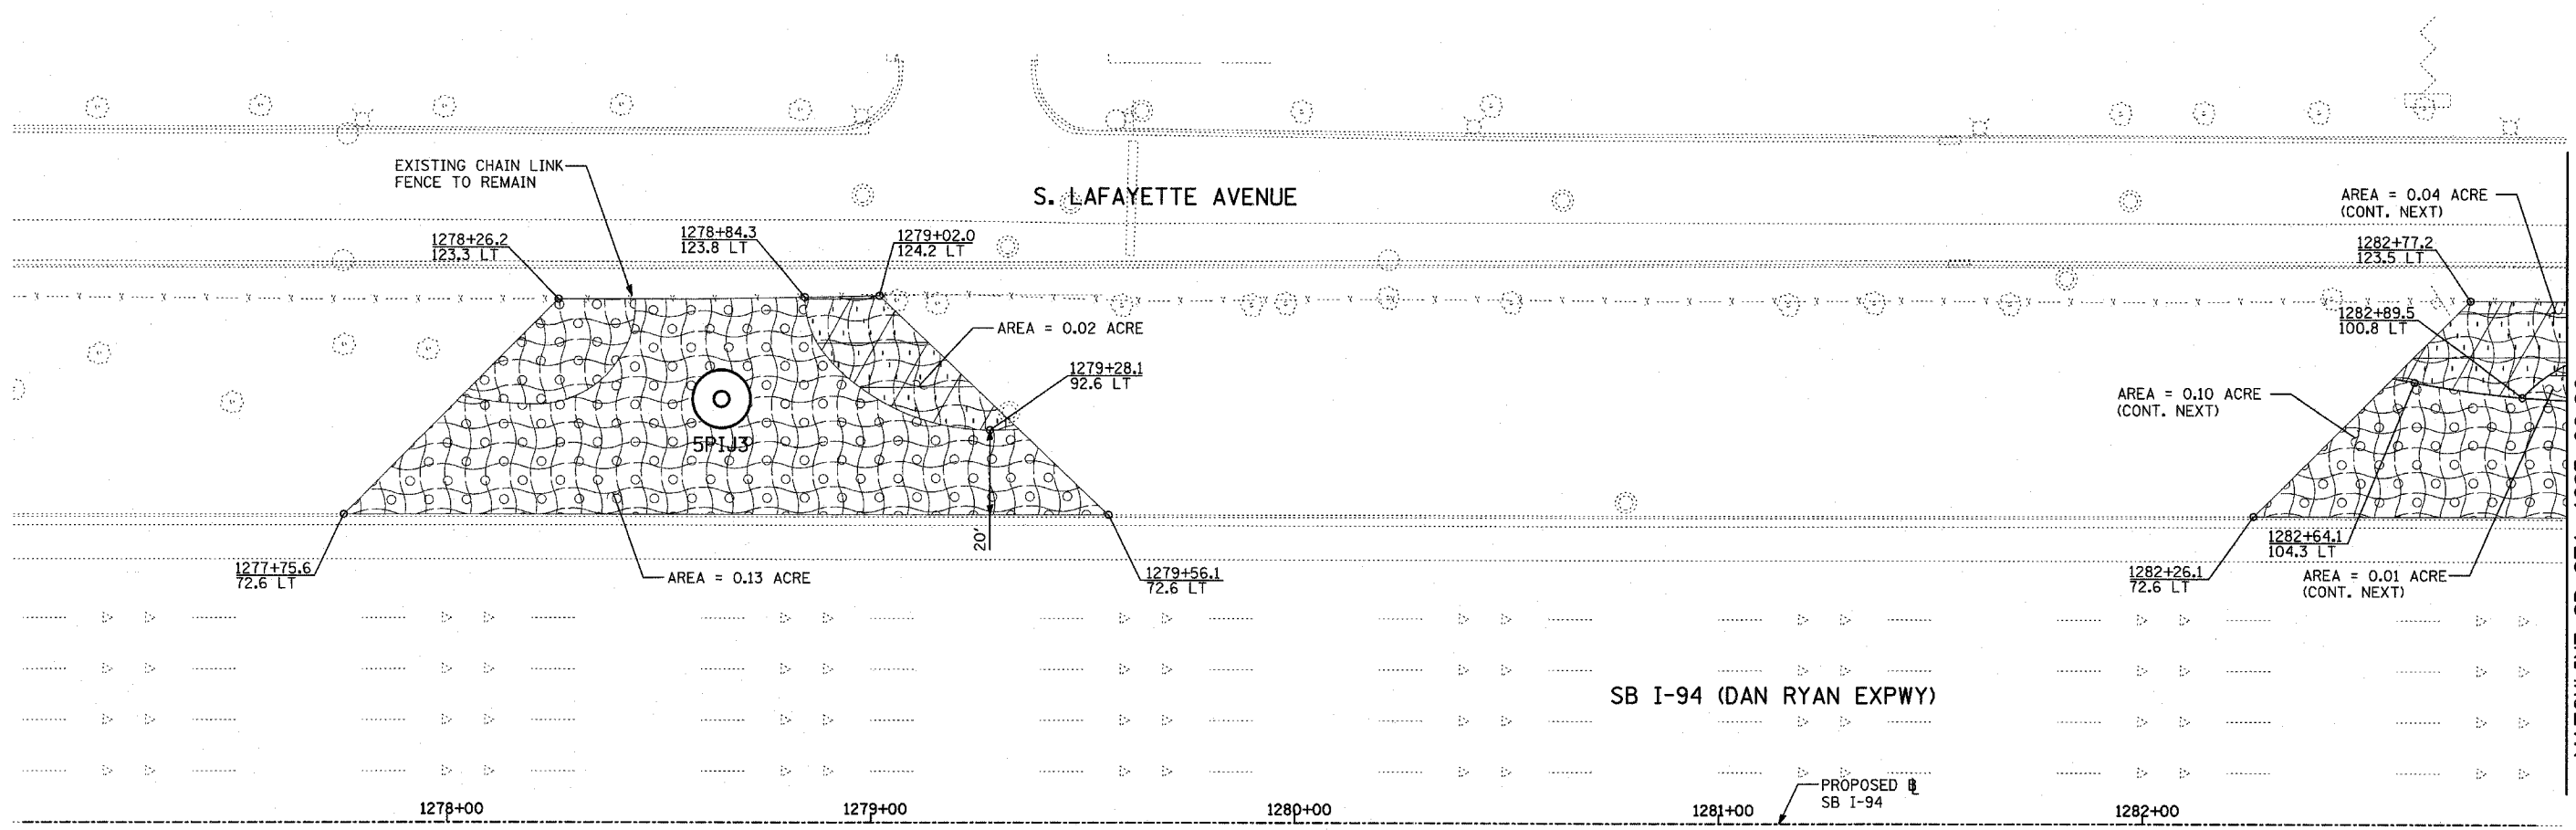 EXISTING CHAIN LINK
FENCE TO REMAIN
S. LAFAYETTE AVENUE
AREA = 0.04 ACRE
(CONT. NEXT)
1278+26.2
123.3 LT
1278+84.3
123.8 LT
1279+02.0
124.2 LT
1282+77.2
123.5 LT
AREA = 0.02 ACRE
1282+89.5
100.8 LT
1279+28.1
92.6 LT
AREA = 0.10 ACRE
(CONT. NEXT)
5PIJ3
20'
1277+75.6
72.6 LT
AREA = 0.13 ACRE
1279+56.1
72.6 LT
1282+26.1
72.6 LT
1282+64.1
104.3 LT
AREA = 0.01 ACRE
(CONT. NEXT)
SB I-94 (DAN RYAN EXPWY)
PROPOSED BL
SB I-94
1278+00
1279+00
1280+00
1281+00
1282+00